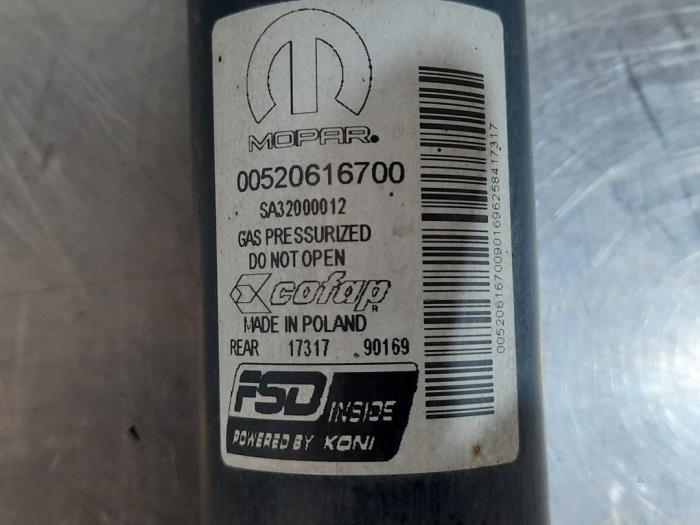 MOPAR®
00520616700
SA32000012
GAS PRESSURIZED
DO NOT OPEN
cofap R
MADE IN POLAND
REAR 17317 90169
FSD INSIDE
POWERED BY KONI
00520616700901696258417317